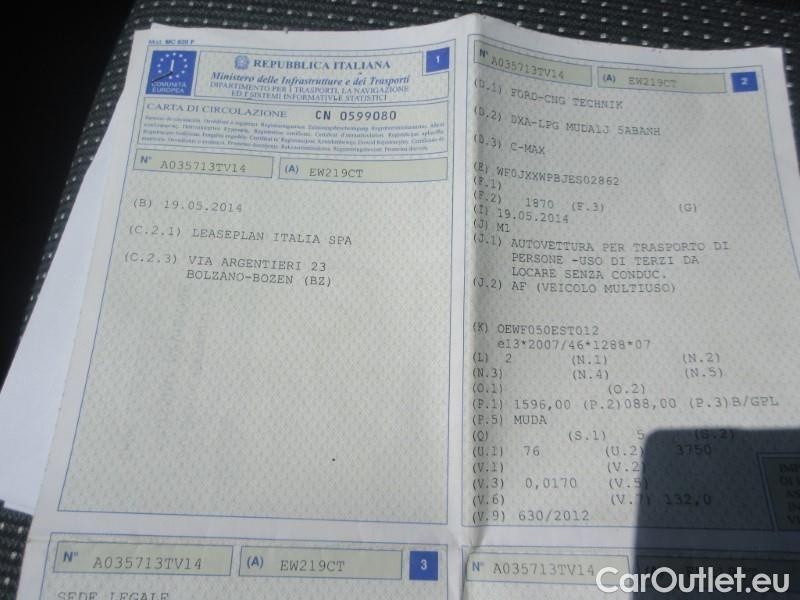 Mod. MC 820 F
COMUNITÀ EUROPEA
I
REPUBBLICA ITALIANA
1
Ministero delle Infrastrutture e dei Trasporti
DIPARTIMENTO PER I TRASPORTI, LA NAVIGAZIONE
ED I SISTEMI INFORMATIVI E STATISTICI
CARTA DI CIRCOLAZIONE CN 0599080
N° A035713TV14 (A) EW219CT
(B) 19.05.2014
(C.2.1) LEASEPLAN ITALIA SPA
(C.2.3) VIA ARGENTIERI 23
BOLZANO-BOZEN (BZ)
N° A035713TV14 (A) EW219CT 2
(D.1) FORD-CNG TECHNIK
(D.2) DXA-LPG MUDA1J 5ABANH
(D.3) C-MAX
(E) WF0JXXWPBJES02862
(F.1)
(F.2) 1870 (F.3) (G)
(I) 19.05.2014
(J) M1
(J.1) AUTOVETTURA PER TRASPORTO DI
PERSONE -USO DI TERZI DA
LOCARE SENZA CONDUC.
(J.2) AF (VEICOLO MULTIUSO)
(K) OEWF050EST012
e13*2007/46*1288*07
(L) 2 (N.1) (N.2)
(N.3) (N.4) (N.5)
(O.1) (O.2)
(P.1) 1596,00 (P.2)088,00 (P.3)B/GPL
(P.5) MUDA
(Q) (S.1) 5 (S.2)
(U.1) 76 (U.2) 3750
(V.1) (V.2)
(V.3) 0,0170 (V.5)
(V.6) (V.7) 132,0
(V.9) 630/2012
N° A035713TV14 (A) EW219CT 3
SEDE LEGALE
N° A035713TV14 (A)
CarOutlet.eu